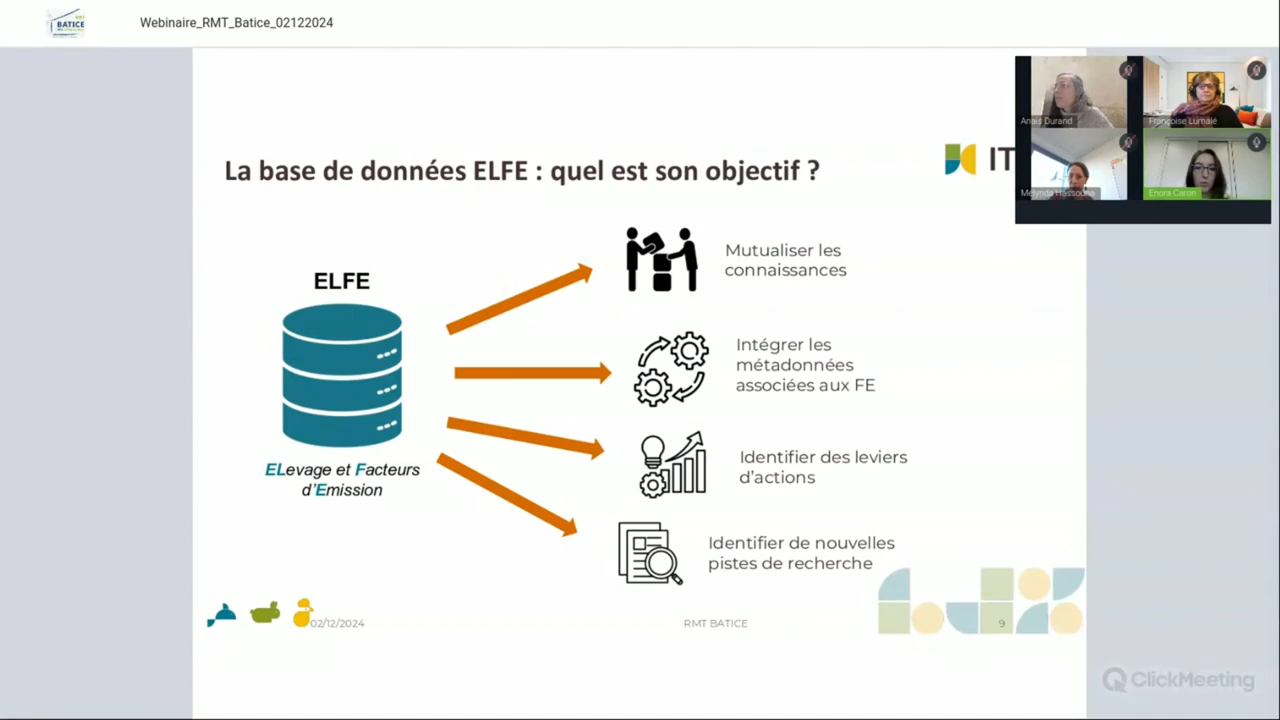 BATICE
Webinaire_RMT_Batice_02122024
Anaïs Durand
Françoise Lumalé
Melynda Hassouna
Enora Caron
La base de données ELFE : quel est son objectif ?
IT
ELFE
ELevage et Facteurs
d'Emission
Mutualiser les
connaissances
Intégrer les
métadonnées
associées aux FE
Identifier des leviers
d'actions
Identifier de nouvelles
pistes de recherche
02/12/2024
RMT BATICE
9
ClickMeeting